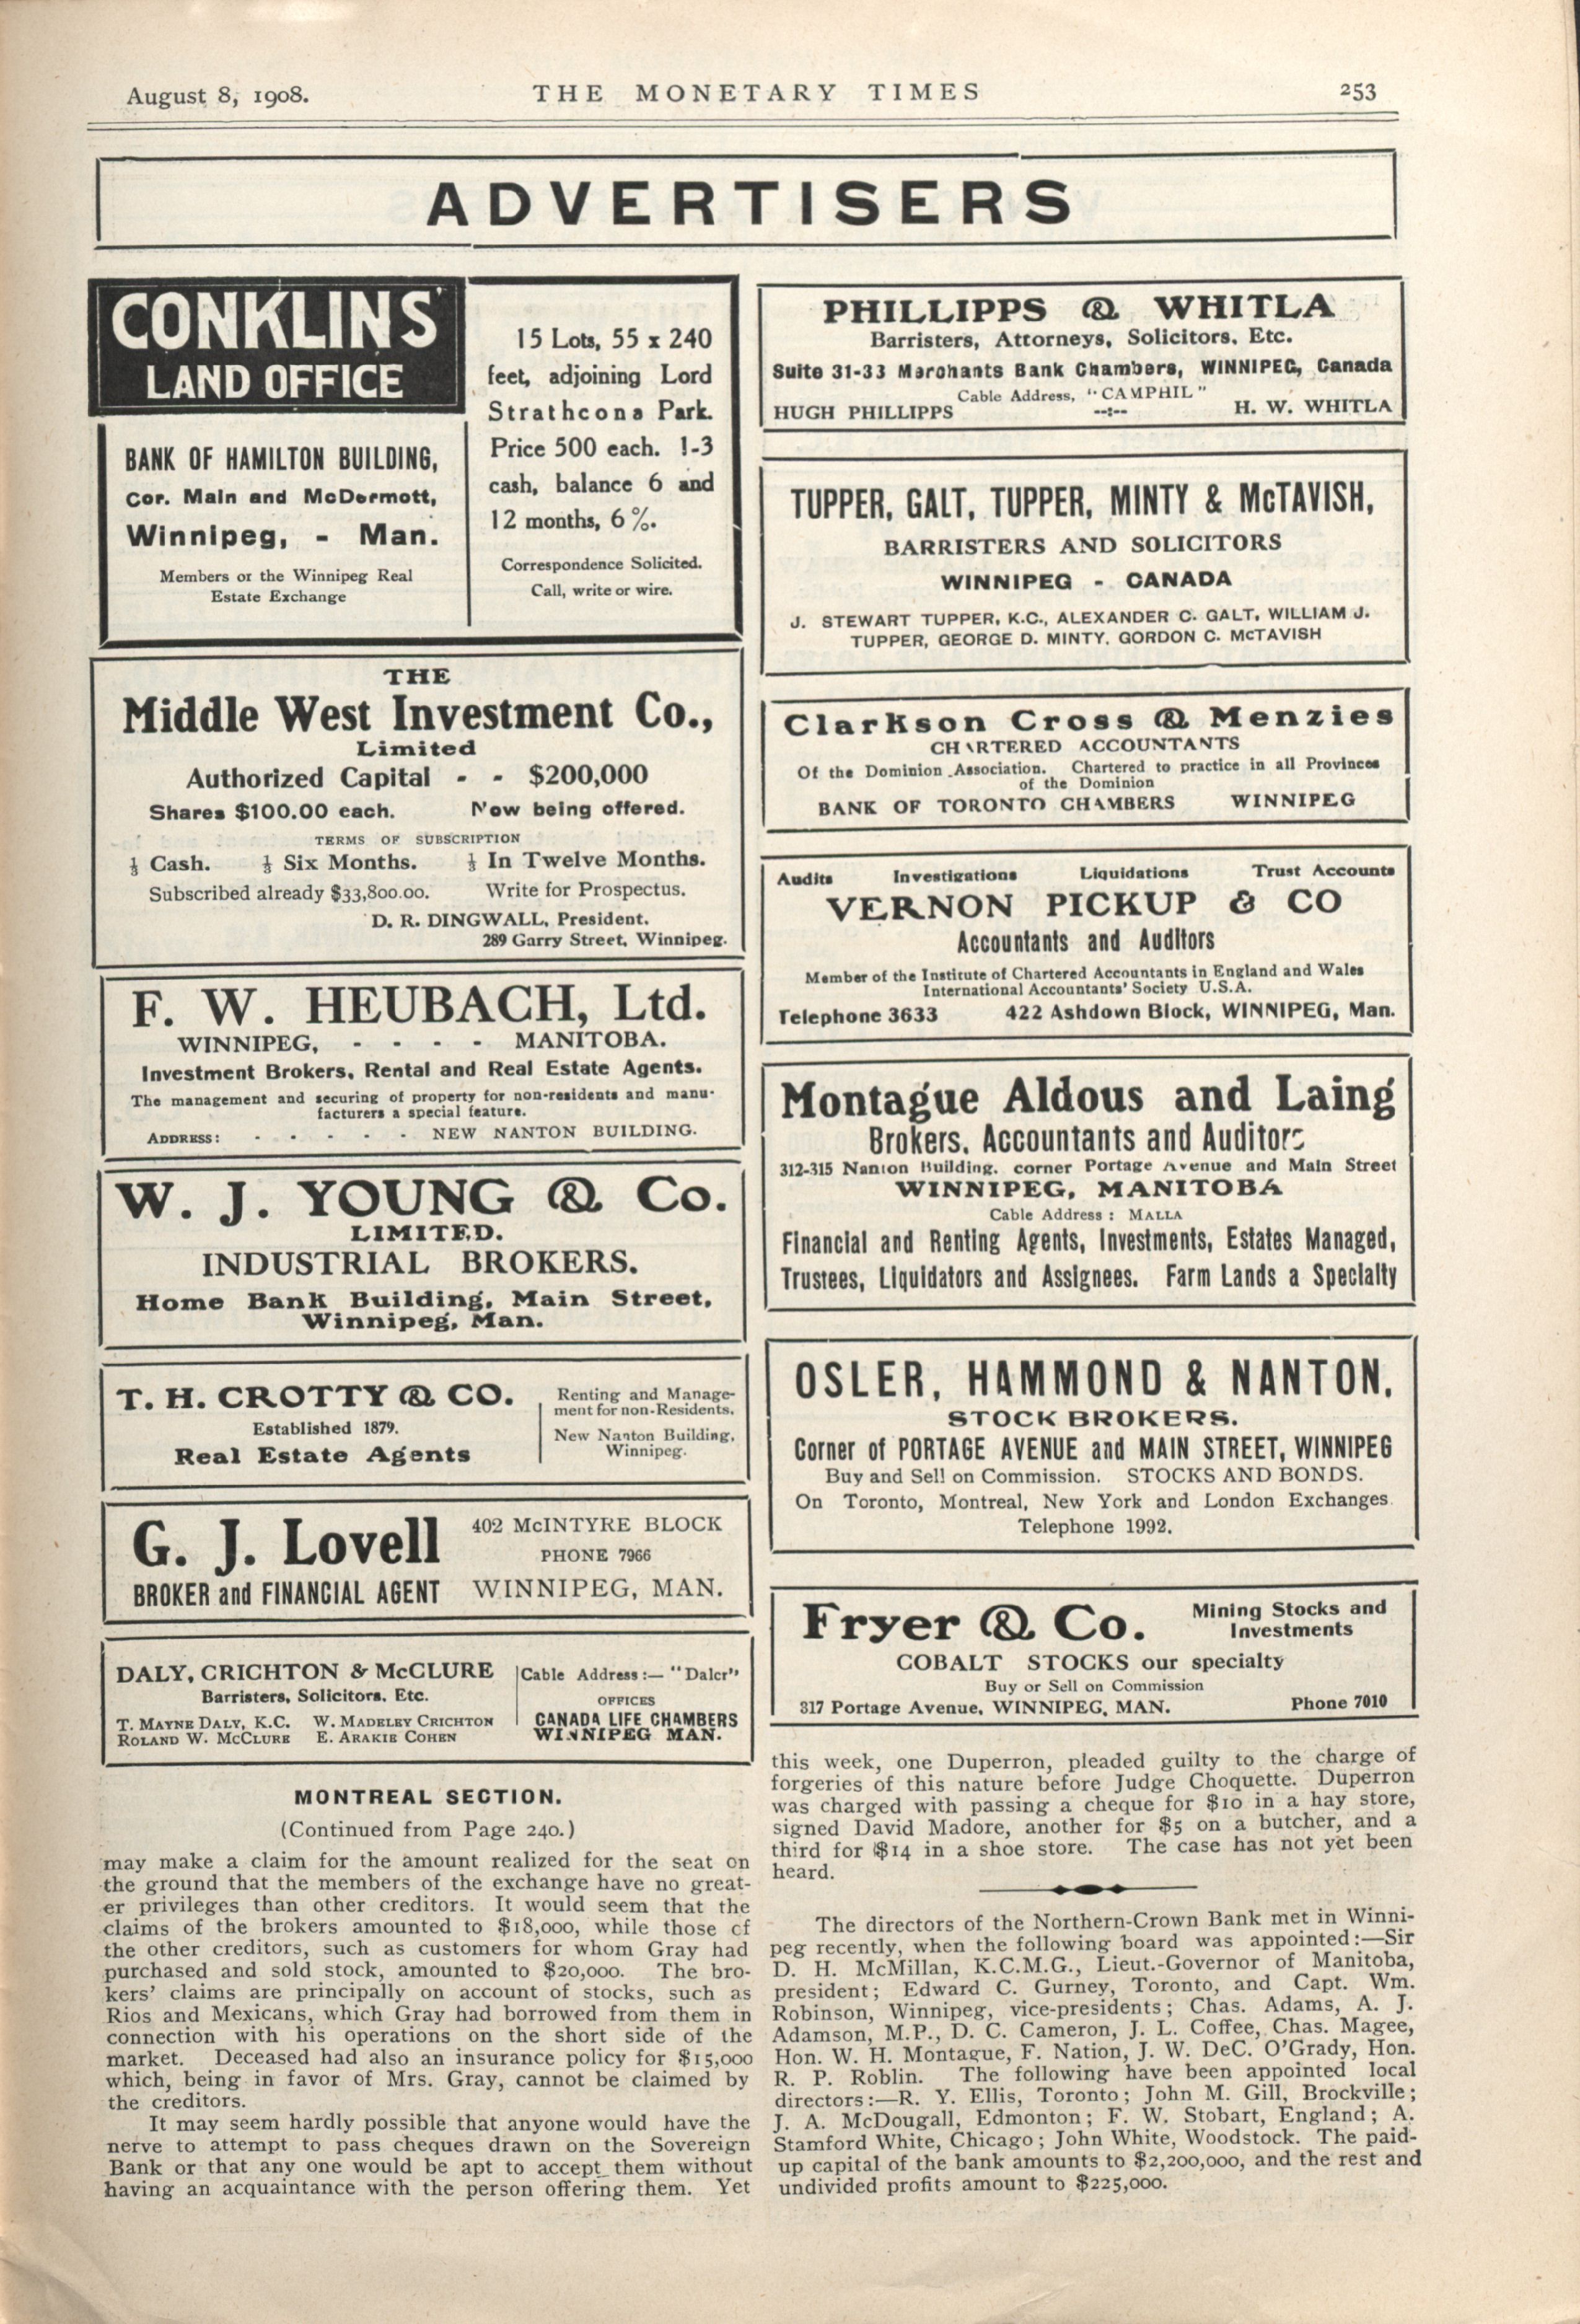 August 8, 1908.
THE MONETARY TIMES
253
ADVERTISERS
CONKLINS'
LAND OFFICE
BANK OF HAMILTON BUILDING,
Cor. Main and McDermott,
Winnipeg, - Man.
Members or the Winnipeg Real
Estate Exchange
15 Lots, 55 x 240
feet, adjoining Lord
Strathcona Park.
Price 500 each. 1-3
cash, balance 6 and
12 months, 6%.
Correspondence Solicited.
Call, write or wire.
THE
Middle West Investment Co.,
Limited
Authorized Capital - - $200,000
Shares $100.00 each. Now being offered.
TERMS OF SUBSCRIPTION
⅓ Cash. ⅓ Six Months. ⅓ In Twelve Months.
Subscribed already $33,800.00. Write for Prospectus.
D. R. DINGWALL, President.
289 Garry Street, Winnipeg.
F. W. HEUBACH, Ltd.
WINNIPEG, - - - - MANITOBA.
Investment Brokers, Rental and Real Estate Agents.
The management and securing of property for non-residents and manu-
facturers a special feature.
ADDRESS: - - - - - NEW NANTON BUILDING.
W. J. YOUNG & Co.
LIMITED.
INDUSTRIAL BROKERS.
Home Bank Building, Main Street,
Winnipeg, Man.
T. H. CROTTY & CO.
Established 1879.
Real Estate Agents
Renting and Manage-
ment for non-Residents.
New Nanton Building,
Winnipeg.
G. J. Lovell
BROKER and FINANCIAL AGENT
402 McINTYRE BLOCK
PHONE 7966
WINNIPEG, MAN.
DALY, CRICHTON & McCLURE
Barristers, Solicitors, Etc.
T. MAYNE DALY, K.C. W. MADELEY CRICHTON
ROLAND W. McCLURE E. ARAKIE COHEN
Cable Address:— "Dalcr"
OFFICES
CANADA LIFE CHAMBERS
WINNIPEG MAN.
MONTREAL SECTION.
(Continued from Page 240.)
may make a claim for the amount realized for the seat on
the ground that the members of the exchange have no great-
er privileges than other creditors. It would seem that the
claims of the brokers amounted to $18,000, while those of
the other creditors, such as customers for whom Gray had
purchased and sold stock, amounted to $20,000. The bro-
kers' claims are principally on account of stocks, such as
Rios and Mexicans, which Gray had borrowed from them in
connection with his operations on the short side of the
market. Deceased had also an insurance policy for $15,000
which, being in favor of Mrs. Gray, cannot be claimed by
the creditors.
It may seem hardly possible that anyone would have the
nerve to attempt to pass cheques drawn on the Sovereign
Bank or that any one would be apt to accept them without
having an acquaintance with the person offering them. Yet
PHILLIPPS & WHITLA
Barristers, Attorneys, Solicitors, Etc.
Suite 31-33 Merchants Bank Chambers, WINNIPEG, Canada
Cable Address, "CAMPHIL"
HUGH PHILLIPPS --:-- H. W. WHITLA
TUPPER, GALT, TUPPER, MINTY & McTAVISH,
BARRISTERS AND SOLICITORS
WINNIPEG - CANADA
J. STEWART TUPPER, K.C., ALEXANDER C. GALT, WILLIAM J.
TUPPER, GEORGE D. MINTY, GORDON C. McTAVISH
Clarkson Cross & Menzies
CHARTERED ACCOUNTANTS
Of the Dominion Association. Chartered to practice in all Provinces
of the Dominion
BANK OF TORONTO CHAMBERS WINNIPEG
Audits Investigations Liquidations Trust Accounts
VERNON PICKUP & CO
Accountants and Auditors
Member of the Institute of Chartered Accountants in England and Wales
International Accountants' Society U.S.A.
Telephone 3633 422 Ashdown Block, WINNIPEG, Man.
Montague Aldous and Laing
Brokers, Accountants and Auditors
312-315 Nanton Building, corner Portage Avenue and Main Street
WINNIPEG, MANITOBA
Cable Address: MALLA
Financial and Renting Agents, Investments, Estates Managed,
Trustees, Liquidators and Assignees. Farm Lands a Specialty
OSLER, HAMMOND & NANTON,
STOCK BROKERS.
Corner of PORTAGE AVENUE and MAIN STREET, WINNIPEG
Buy and Sell on Commission. STOCKS AND BONDS.
On Toronto, Montreal, New York and London Exchanges.
Telephone 1992.
Fryer & Co.
Mining Stocks and
Investments
COBALT STOCKS our specialty
Buy or Sell on Commission
317 Portage Avenue, WINNIPEG, MAN. Phone 7010
this week, one Duperron, pleaded guilty to the charge of
forgeries of this nature before Judge Choquette. Duperron
was charged with passing a cheque for $10 in a hay store,
signed David Madore, another for $5 on a butcher, and a
third for $14 in a shoe store. The case has not yet been
heard.
The directors of the Northern-Crown Bank met in Winni-
peg recently, when the following board was appointed:—Sir
D. H. McMillan, K.C.M.G., Lieut.-Governor of Manitoba,
president; Edward C. Gurney, Toronto, and Capt. Wm.
Robinson, Winnipeg, vice-presidents; Chas. Adams, A. J.
Adamson, M.P., D. C. Cameron, J. L. Coffee, Chas. Magee,
Hon. W. H. Montague, F. Nation, J. W. DeC. O'Grady, Hon.
R. P. Roblin. The following have been appointed local
directors:—R. Y. Ellis, Toronto; John M. Gill, Brockville;
J. A. McDougall, Edmonton; F. W. Stobart, England; A.
Stamford White, Chicago; John White, Woodstock. The paid-
up capital of the bank amounts to $2,200,000, and the rest and
undivided profits amount to $225,000.